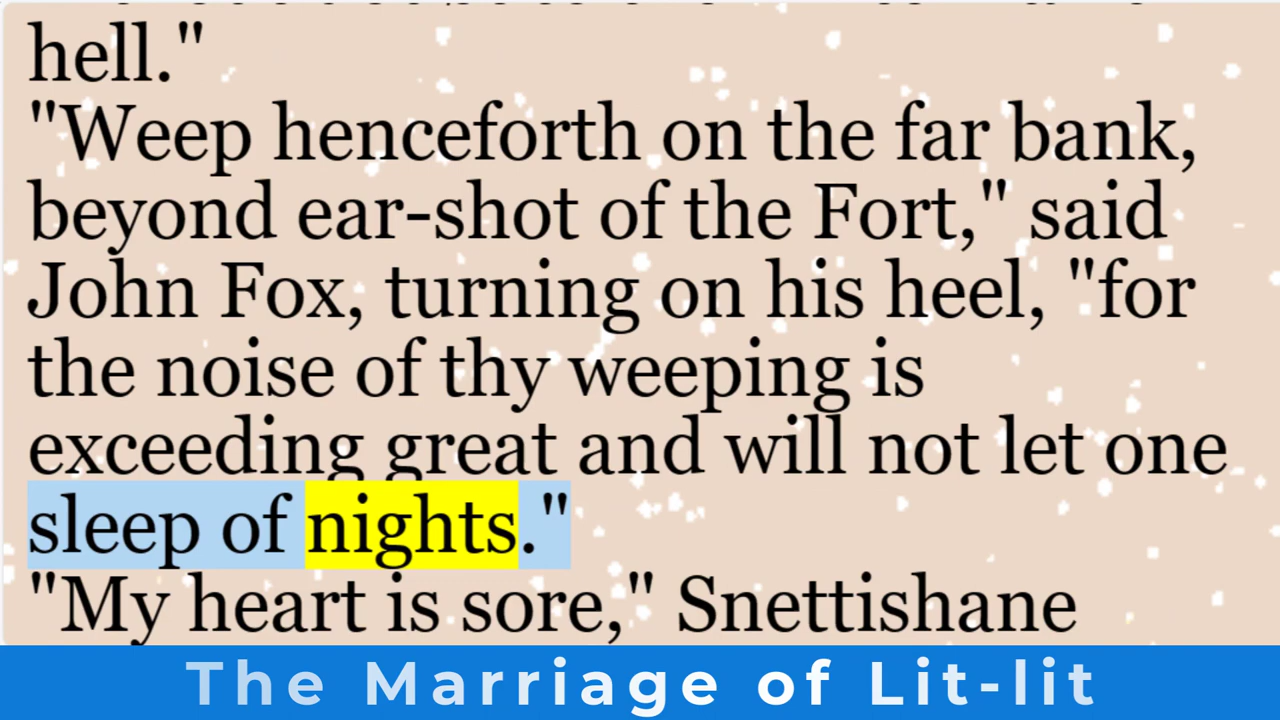 hell."
"Weep henceforth on the far bank,
beyond ear-shot of the Fort," said
John Fox, turning on his heel, "for
the noise of thy weeping is
exceeding great and will not let one
sleep of nights."
"My heart is sore," Snettishane
The Marriage of Lit-lit